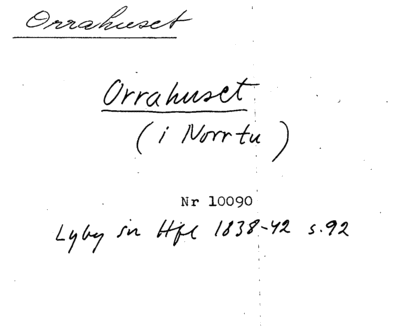 Orrahuset
Orrahuset
(i Norrtu)
Nr 10090
Lyby sn Hfl 1838-42 s.92